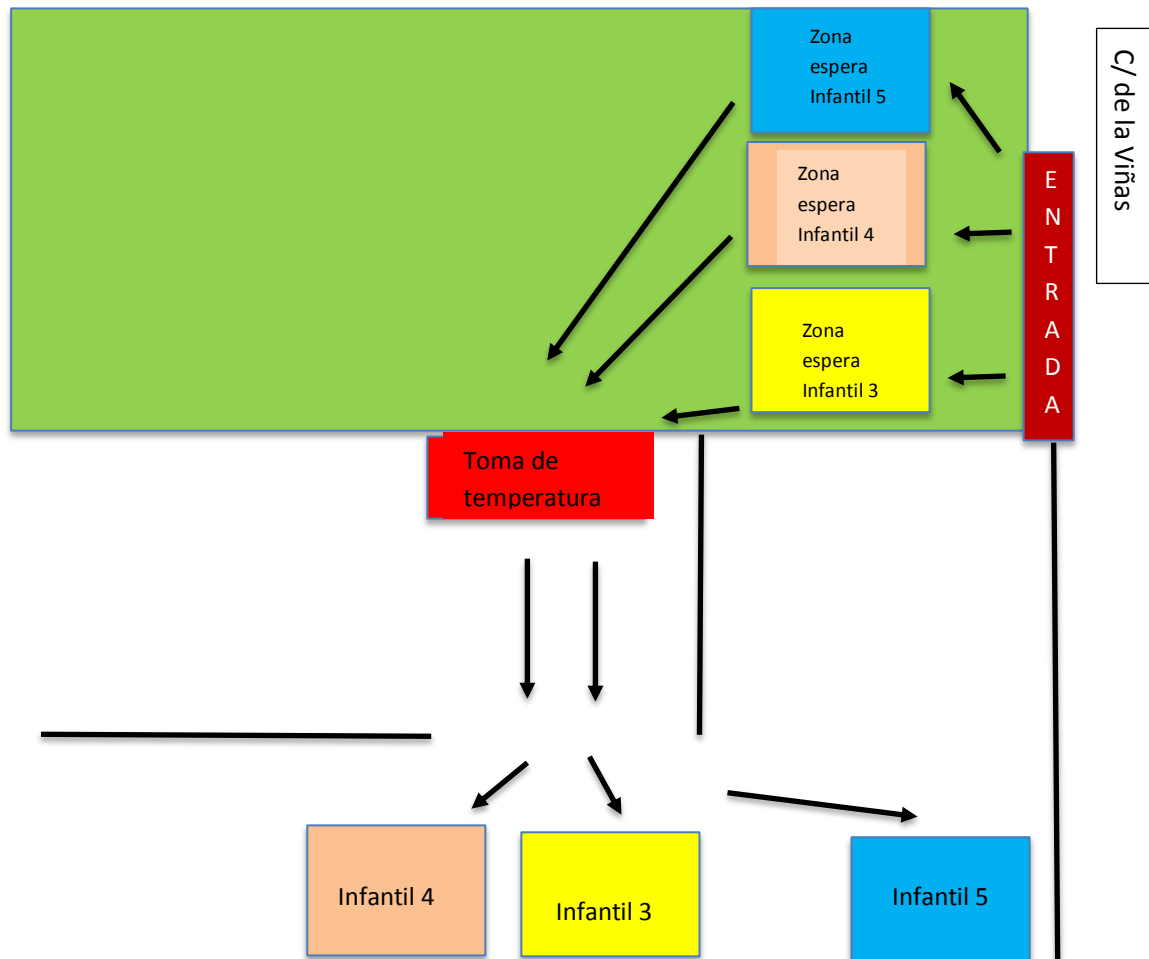 Zona
espera
Infantil 5
C/ de la Viñas
ENTRADA
Zona
espera
Infantil 4
Zona
espera
Infantil 3
Toma de
temperatura
Infantil 4
Infantil 3
Infantil 5